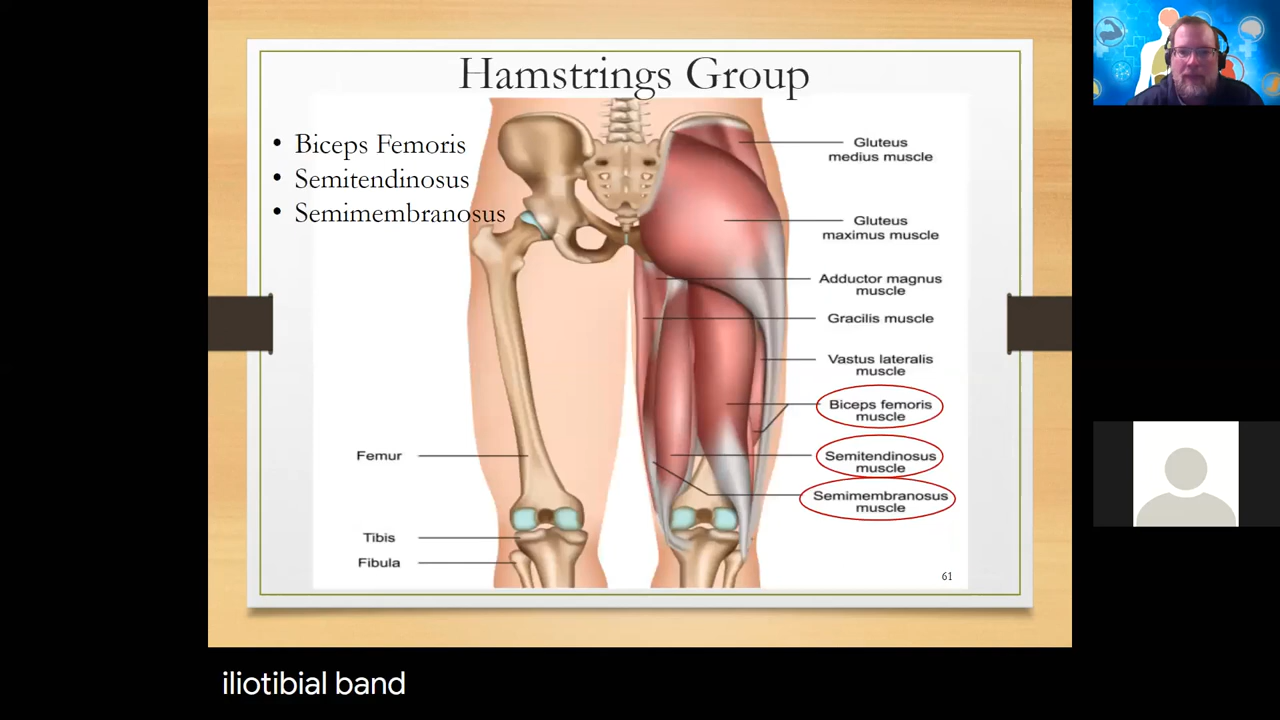 Hamstrings Group
• Biceps Femoris
• Semitendinosus
• Semimembranosus
Gluteus
medius muscle
Gluteus
maximus muscle
Adductor magnus
muscle
Gracilis muscle
Vastus lateralis
muscle
Biceps femoris
muscle
Semitendinosus
muscle
Semimembranosus
muscle
Femur
Tibis
Fibula
61
iliotibial band